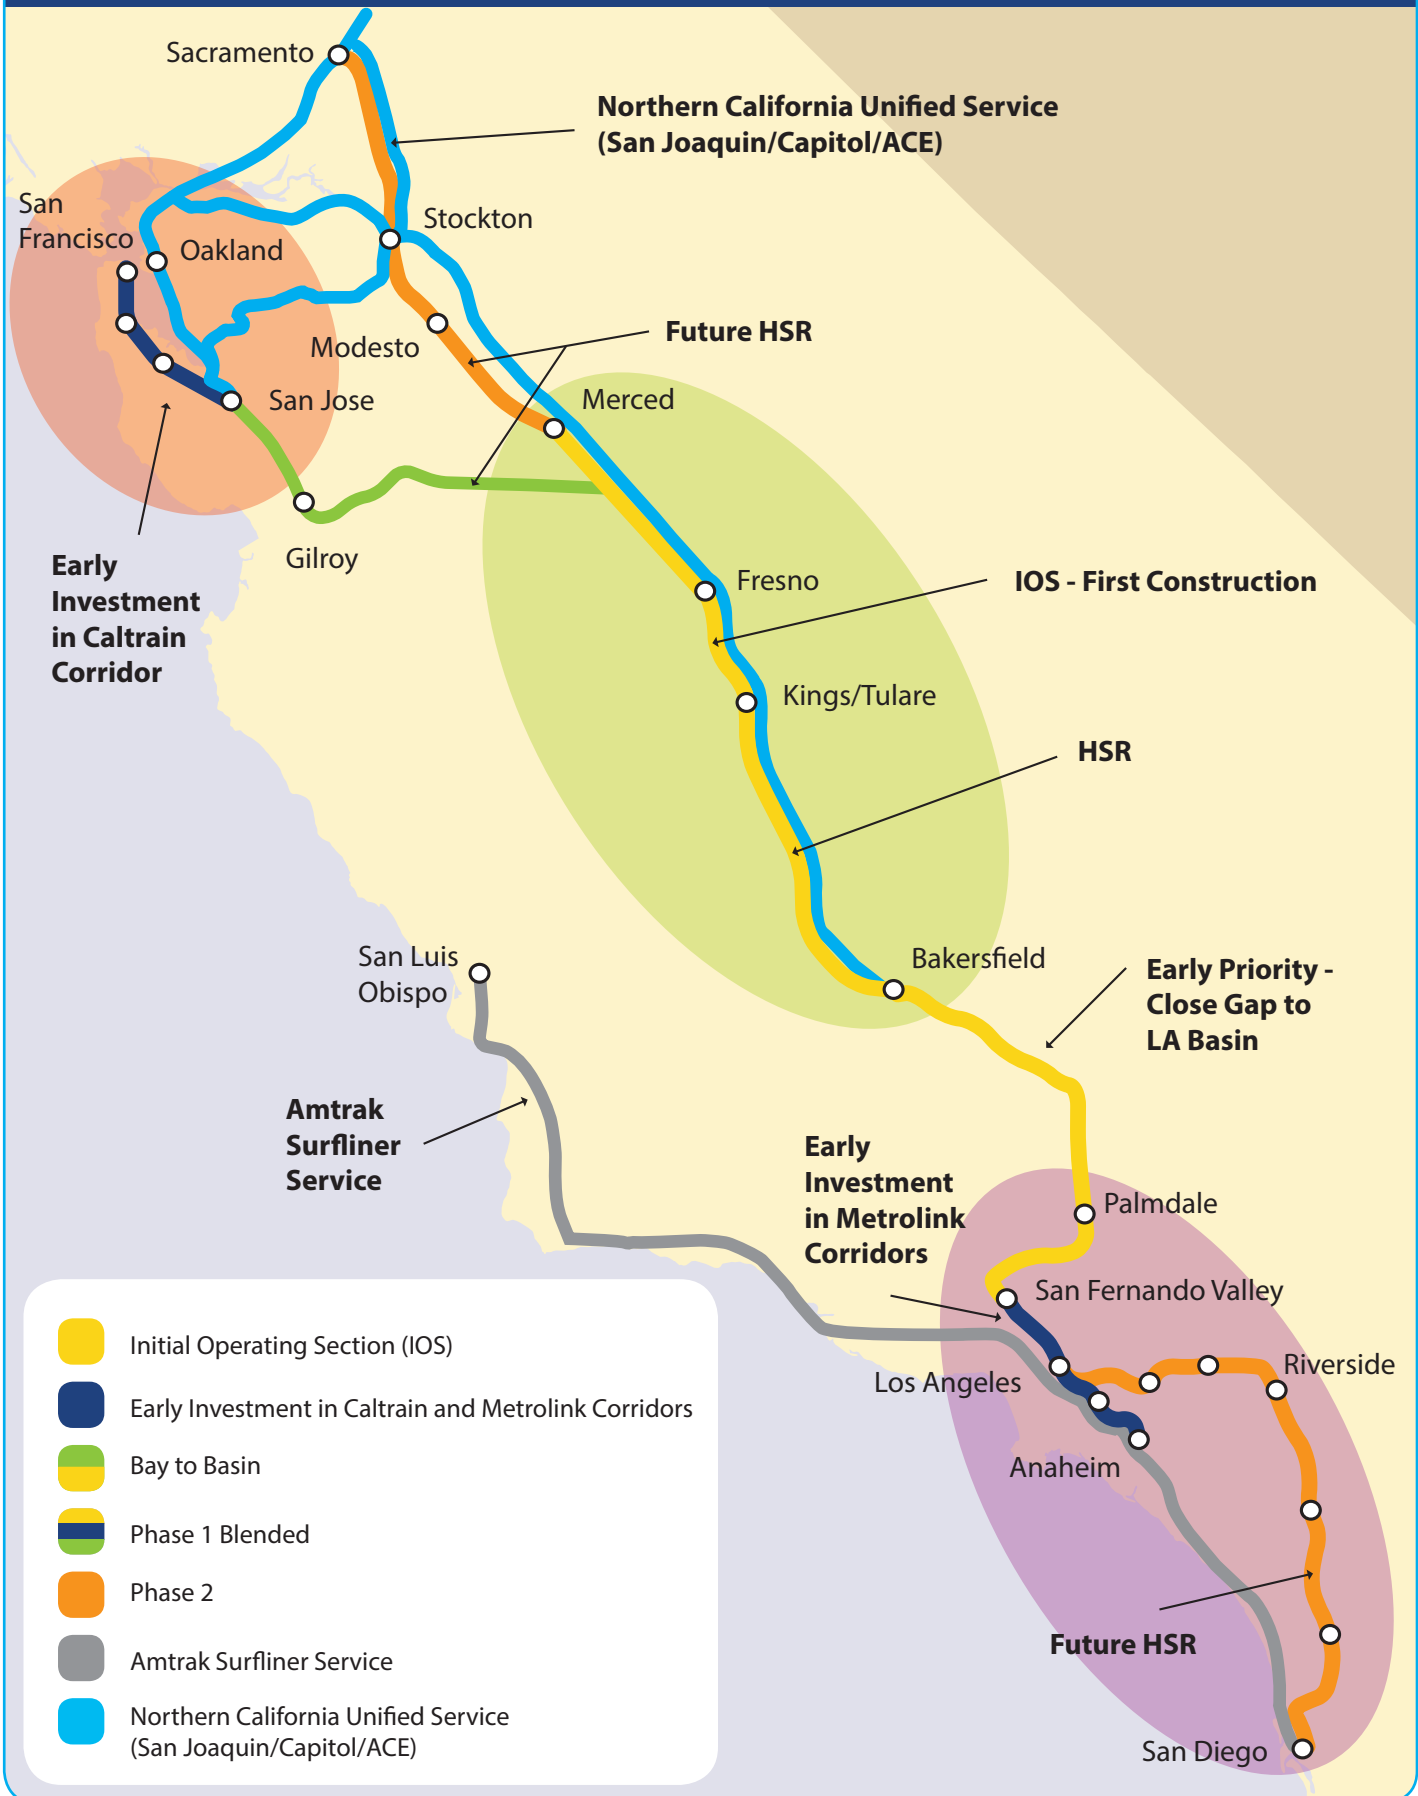 Sacramento
Northern California Unified Service
(San Joaquin/Capitol/ACE)
San
Francisco
Oakland
Stockton
Modesto
Future HSR
San Jose
Merced
Gilroy
Early
Investment
in Caltrain
Corridor
Fresno
IOS - First Construction
Kings/Tulare
HSR
San Luis
Obispo
Bakersfield
Early Priority -
Close Gap to
LA Basin
Amtrak
Surfliner
Service
Early
Investment
in Metrolink
Corridors
Palmdale
San Fernando Valley
Los Angeles
Riverside
Anaheim
Future HSR
San Diego
Initial Operating Section (IOS)
Early Investment in Caltrain and Metrolink Corridors
Bay to Basin
Phase 1 Blended
Phase 2
Amtrak Surfliner Service
Northern California Unified Service
(San Joaquin/Capitol/ACE)